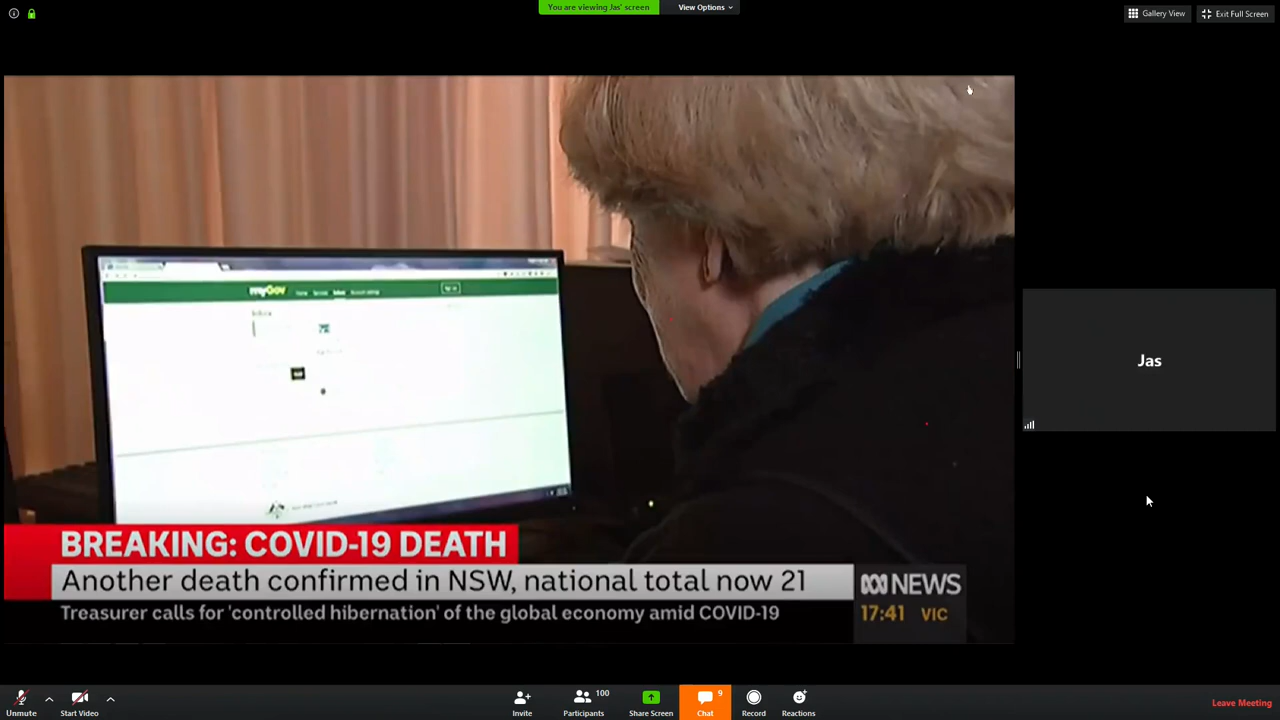 You are viewing Jas' screen
View Options
Gallery View
Exit Full Screen
myGov
Inbox
BREAKING: COVID-19 DEATH
Another death confirmed in NSW, national total now 21
Treasurer calls for 'controlled hibernation' of the global economy amid COVID-19
NEWS
17:41 VIC
Jas
Unmute
Start Video
Invite
Participants
100
Share Screen
Chat
9
Record
Reactions
Leave Meeting